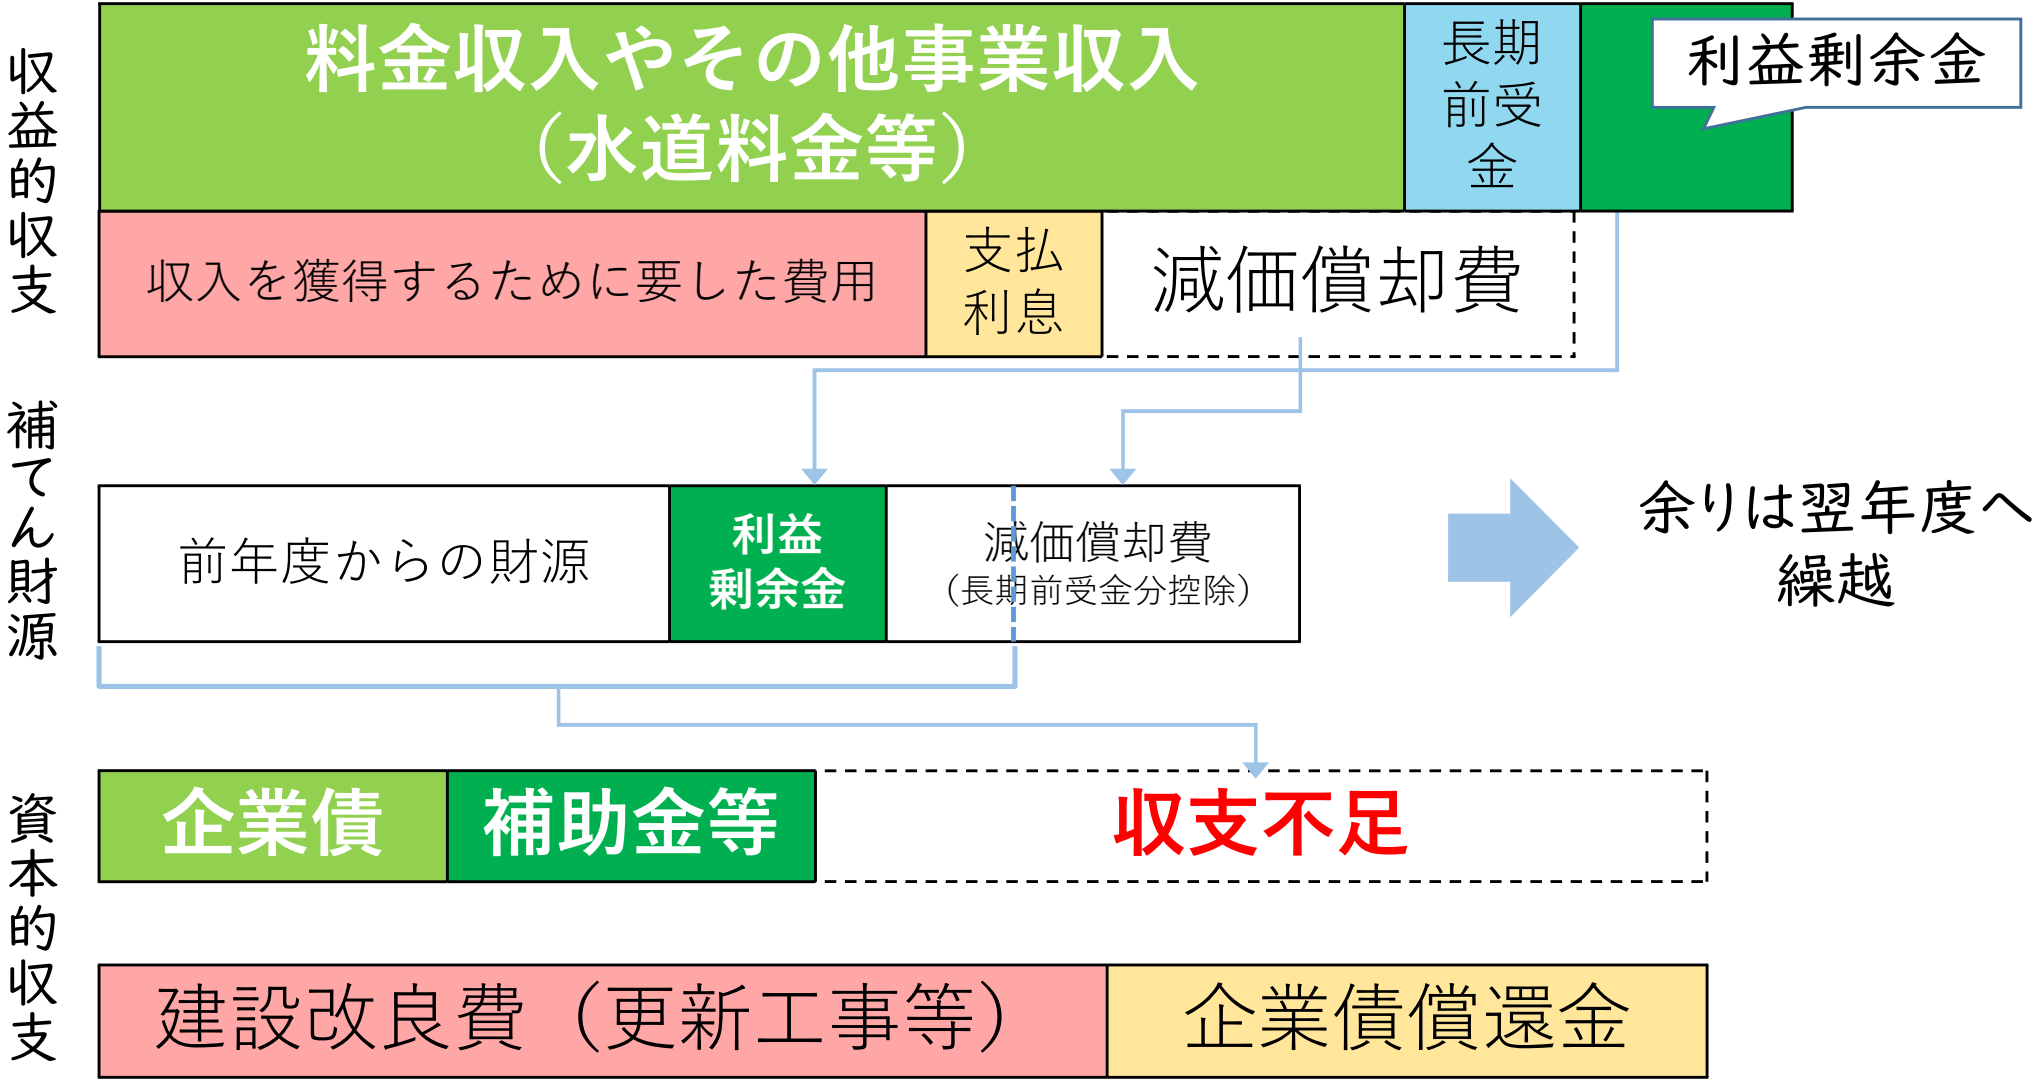 収益的収支
料金収入やその他事業収入
（水道料金等）
長期
前受
金
利益剰余金
収入を獲得するために要した費用
支払
利息
減価償却費
補てん財源
前年度からの財源
利益
剰余金
減価償却費
（長期前受金分控除）
余りは翌年度へ
繰越
資本的収支
企業債
補助金等
収支不足
建設改良費（更新工事等）
企業債償還金